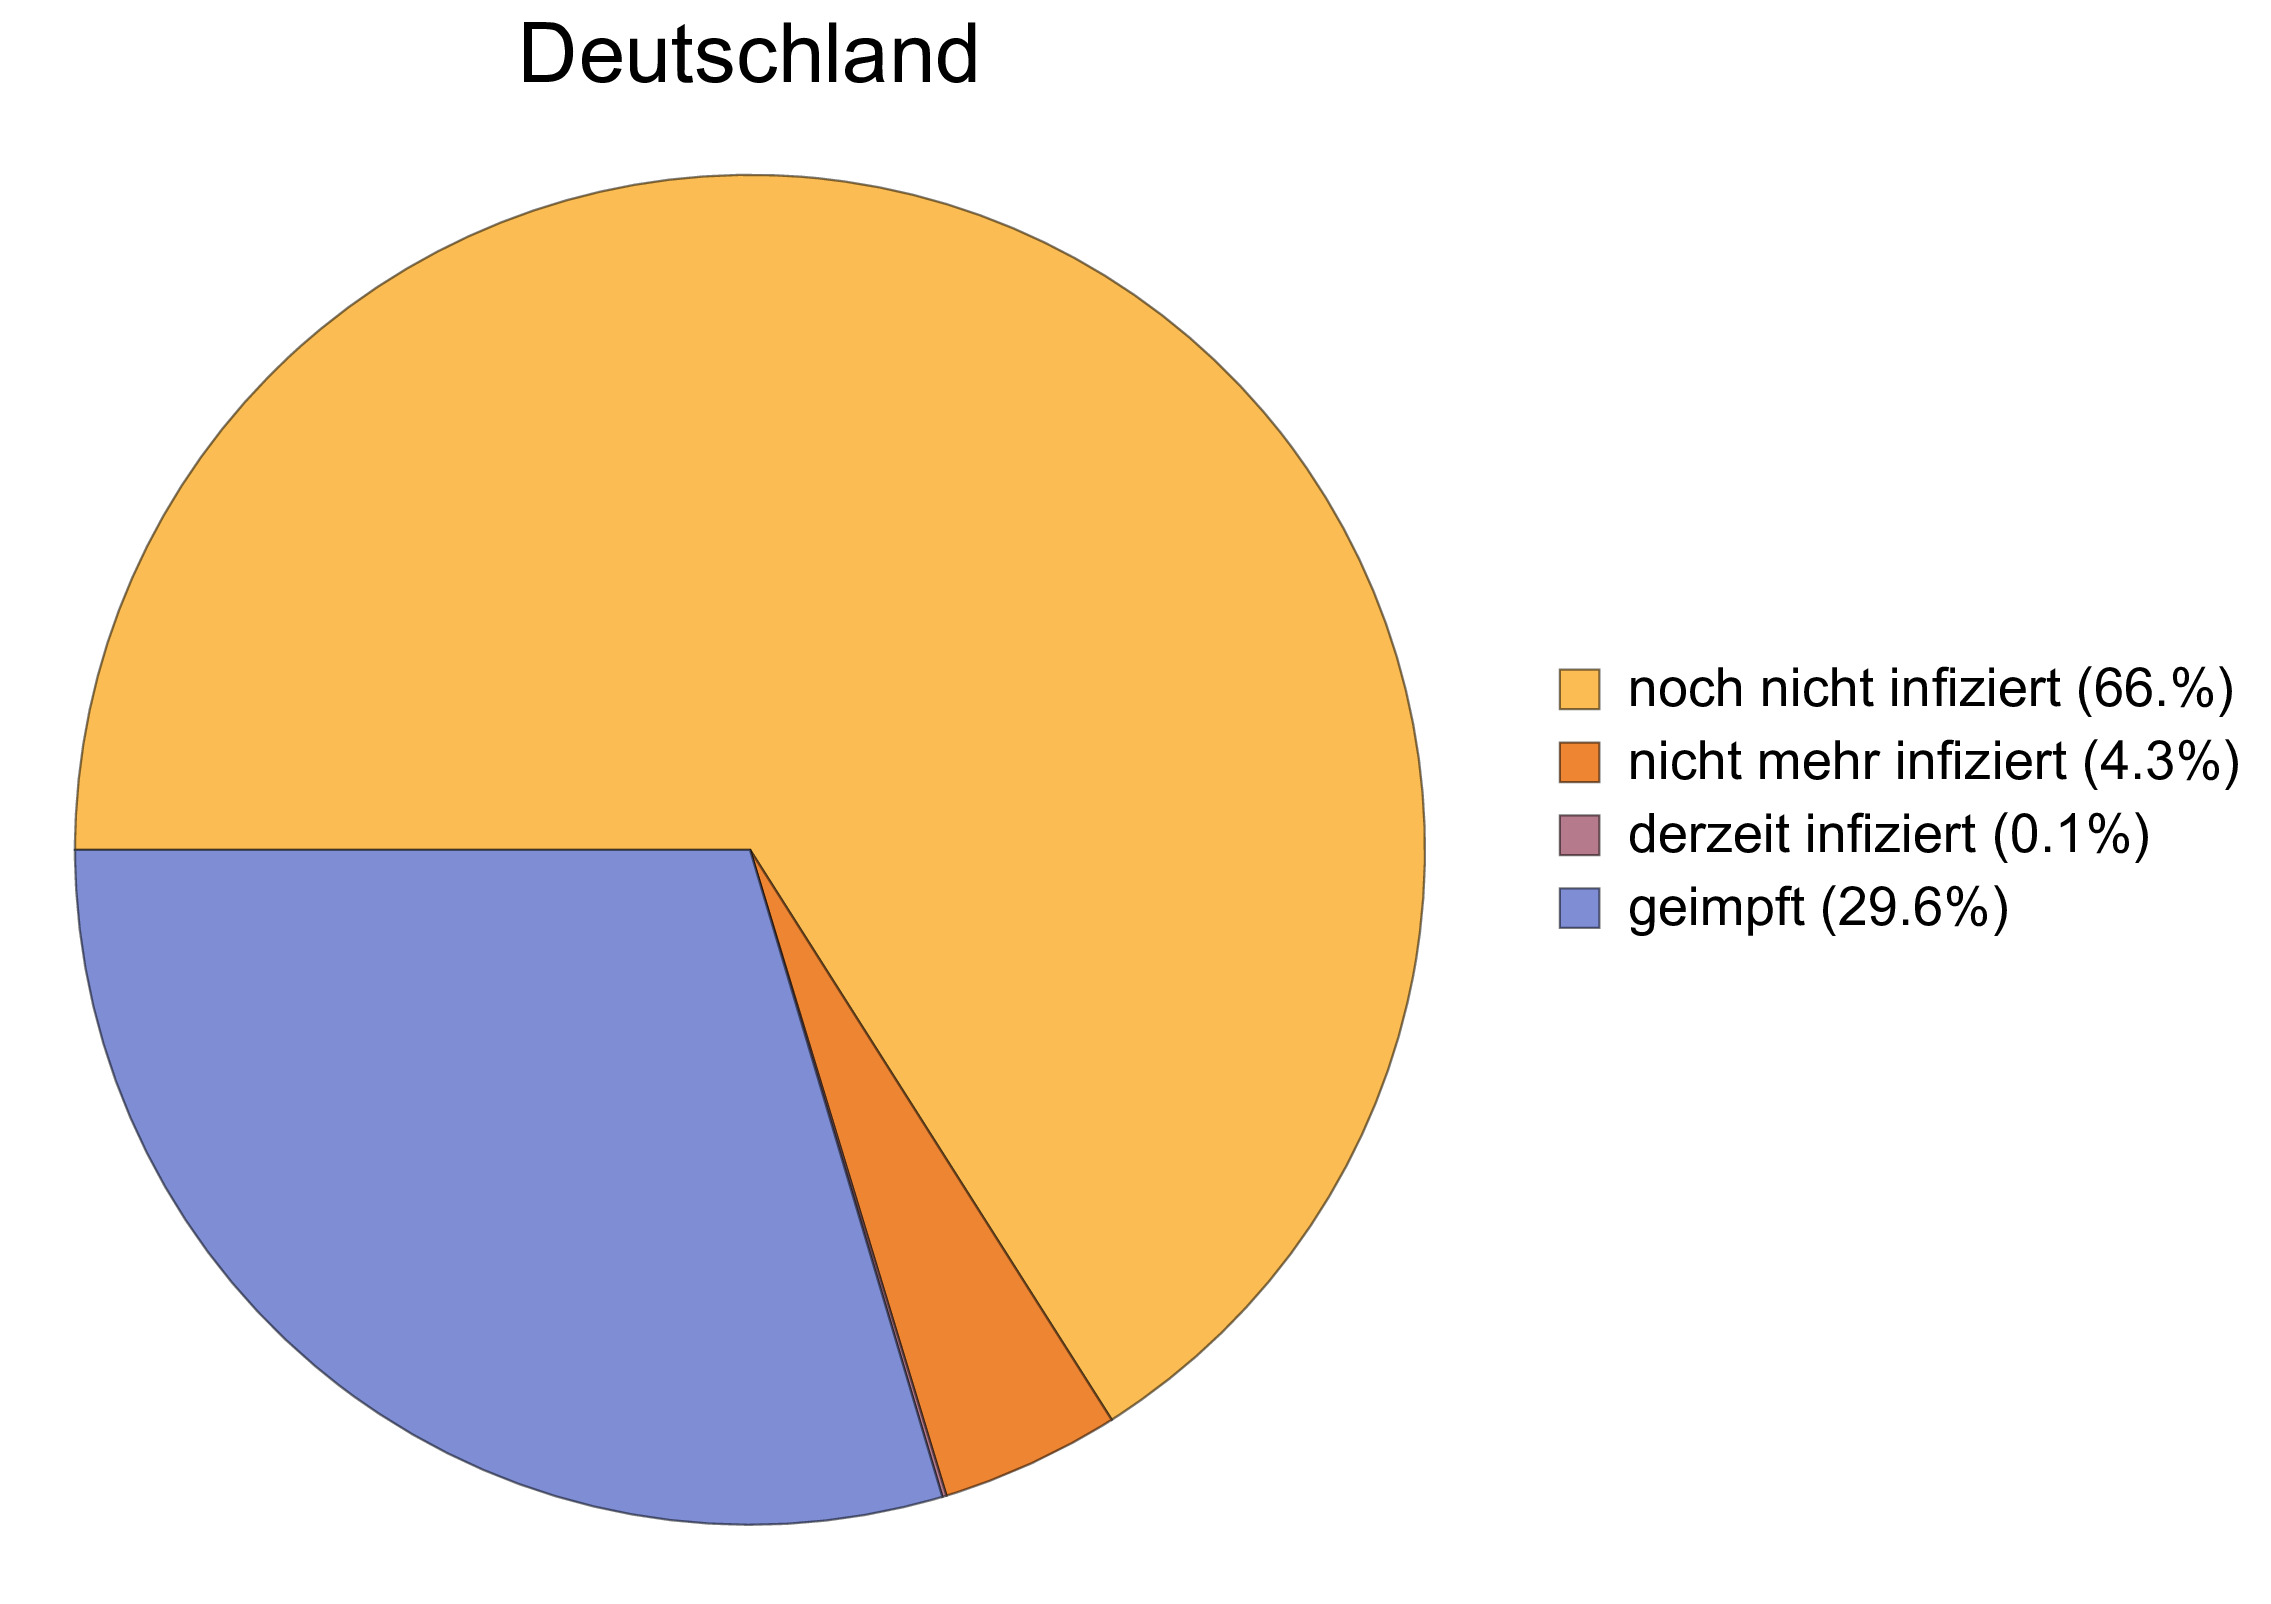 Deutschland
noch nicht infiziert (66.%)
nicht mehr infiziert (4.3%)
derzeit infiziert (0.1%)
geimpft (29.6%)